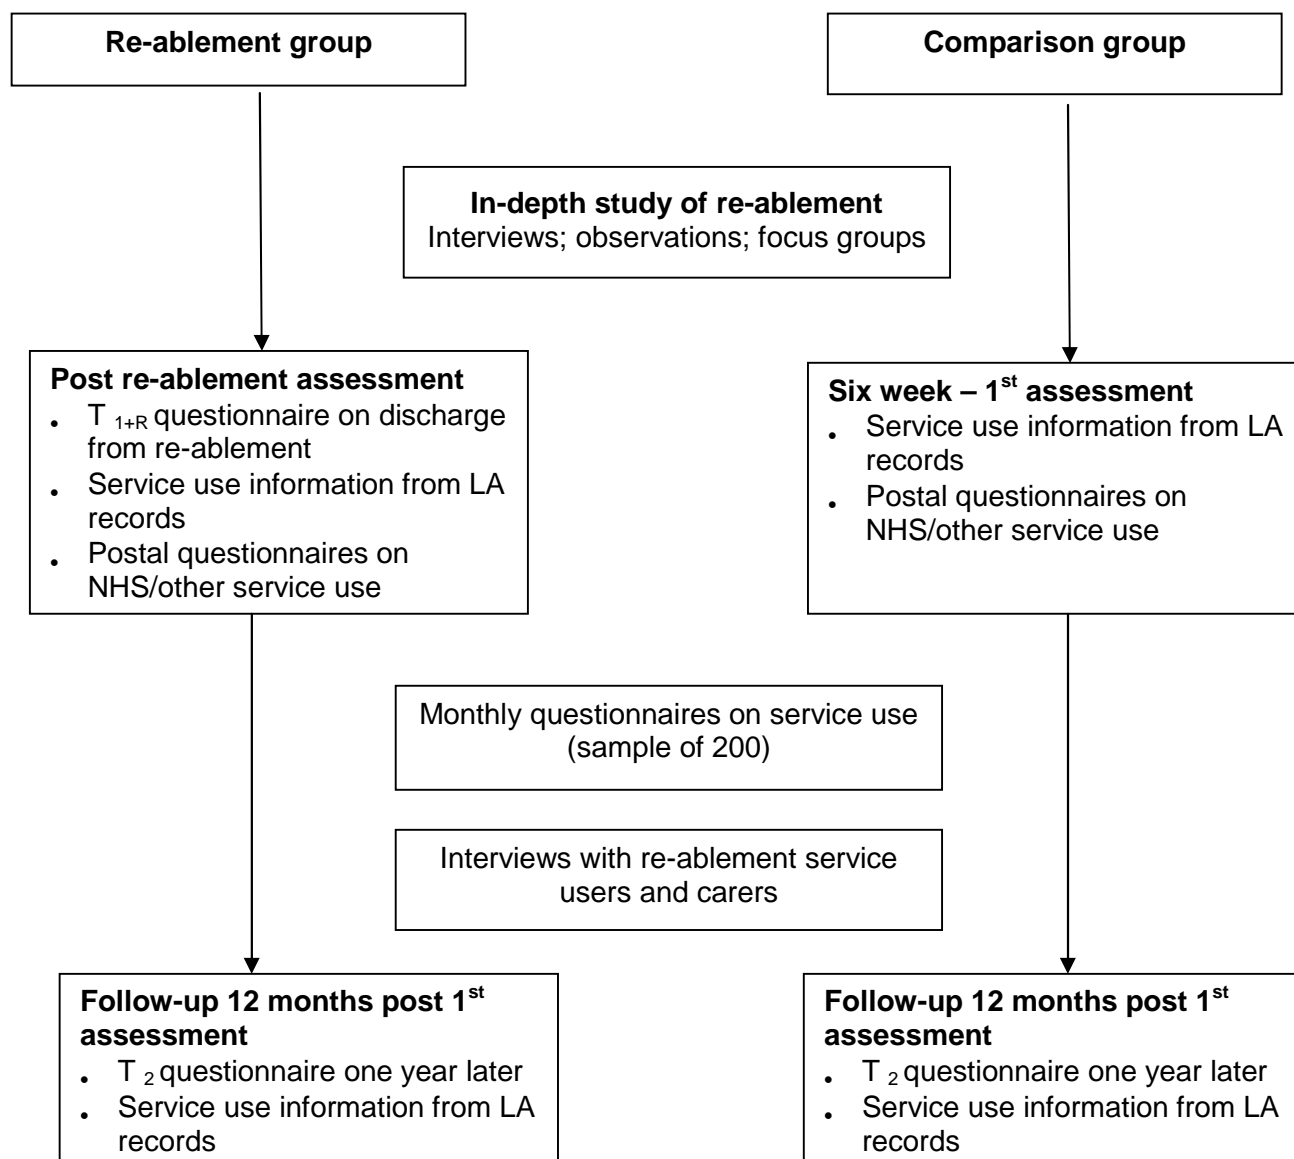 Re-ablement group
Comparison group
In-depth study of re-ablement
Interviews; observations; focus groups
Post re-ablement assessment
• T 1+R questionnaire on discharge
from re-ablement
• Service use information from LA
records
• Postal questionnaires on
NHS/other service use
Six week – 1st assessment
• Service use information from LA
records
• Postal questionnaires on
NHS/other service use
Monthly questionnaires on service use
(sample of 200)
Interviews with re-ablement service
users and carers
Follow-up 12 months post 1st
assessment
• T 2 questionnaire one year later
• Service use information from LA
records
Follow-up 12 months post 1st
assessment
• T 2 questionnaire one year later
• Service use information from LA
records